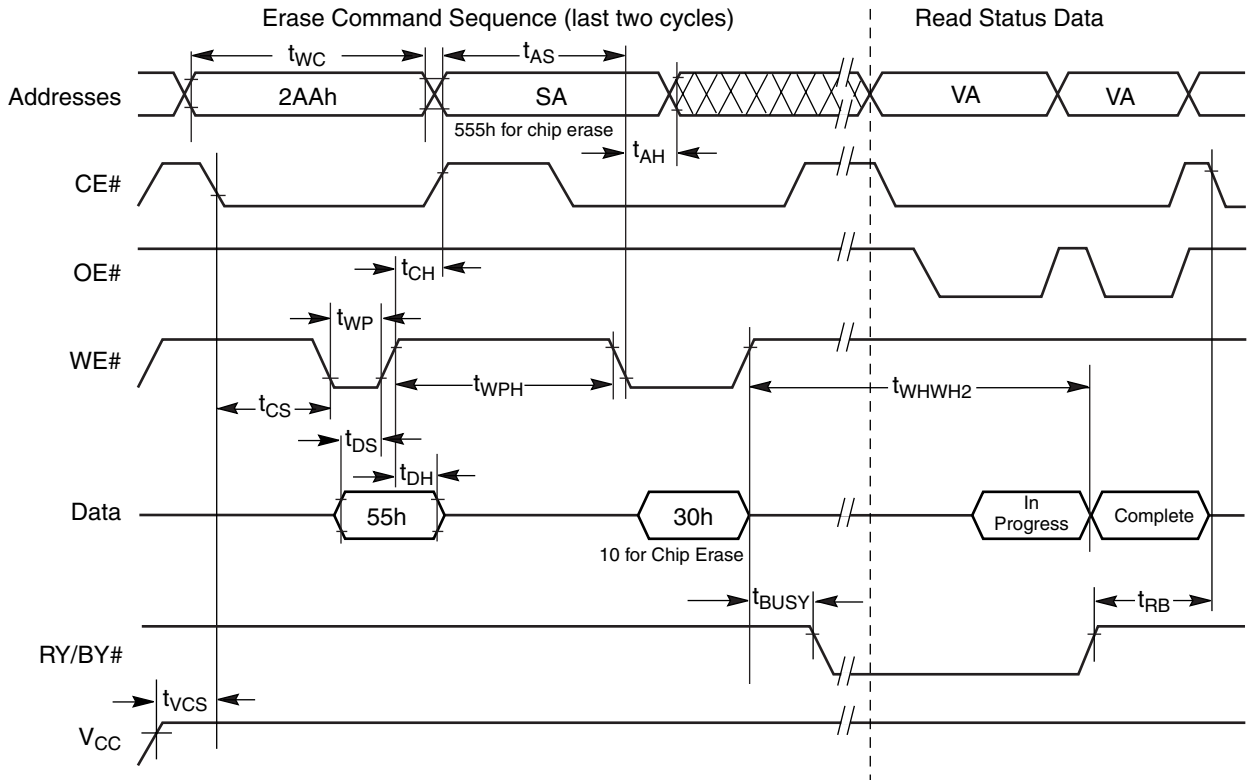 Erase Command Sequence (last two cycles) Read Status Data
tWC tAS
Addresses 2AAh SA VA VA
555h for chip erase
tAH
CE#
OE#
tCH
tWP
WE#
tWPH tWHWH2
tCS
tDS
tDH
Data 55h 30h In Progress Complete
10 for Chip Erase
tBUSY tRB
RY/BY#
tVCS
VCC